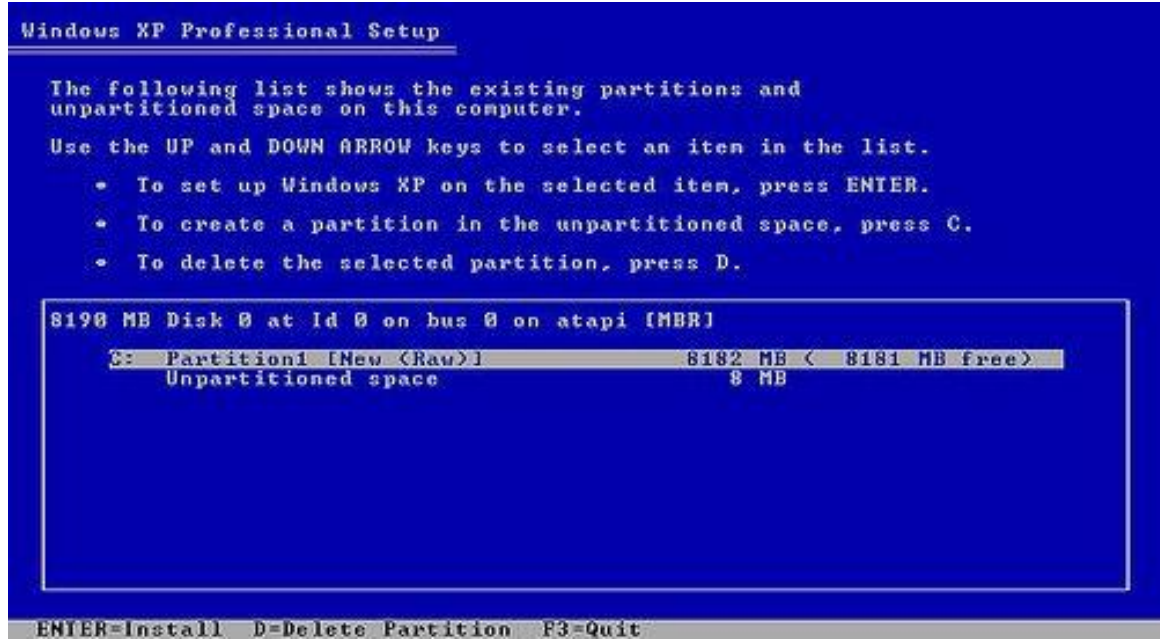 Windows XP Professional Setup
The following list shows the existing partitions and
unpartitioned space on this computer.
Use the UP and DOWN ARROW keys to select an item in the list.
• To set up Windows XP on the selected item, press ENTER.
• To create a partition in the unpartitioned space, press C.
• To delete the selected partition, press D.
8190 MB Disk 0 at Id 0 on bus 0 on atapi [MBR]
C: Partition1 [New (Raw)] 8182 MB ( 8181 MB free)
Unpartitioned space 8 MB
ENTER=Install D=Delete Partition F3=Quit